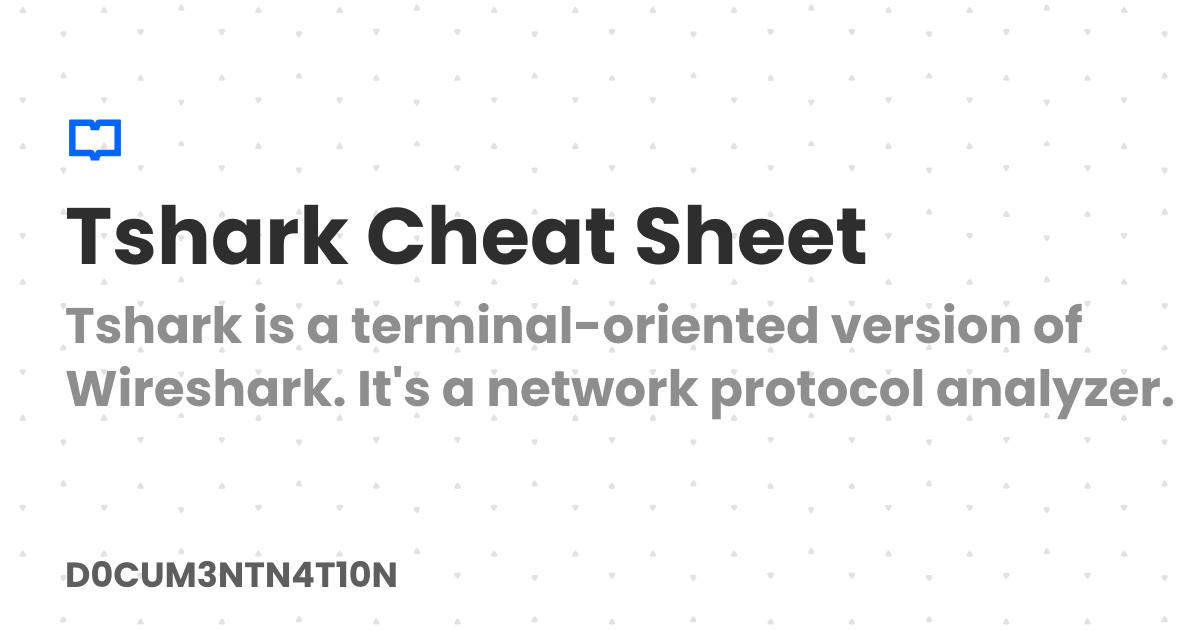 Tshark Cheat Sheet
Tshark is a terminal-oriented version of
Wireshark. It's a network protocol analyzer.
D0CUM3NTN4T10N